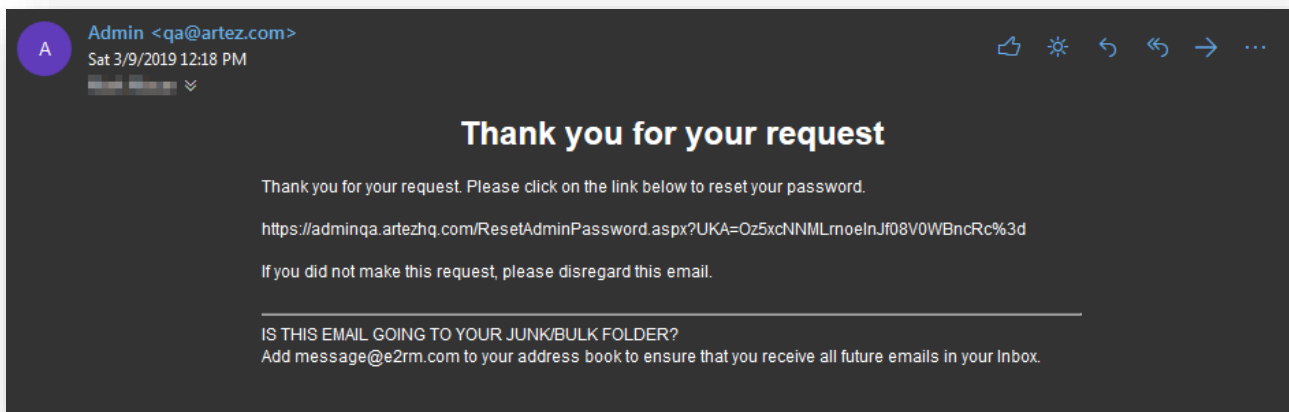 A
Admin <qa@artez.com>
Sat 3/9/2019 12:18 PM
Thank you for your request
Thank you for your request. Please click on the link below to reset your password.
https://adminqa.artezhq.com/ResetAdminPassword.aspx?UKA=Oz5xcNNMLrnoeInJf08V0WBncRc%3d
If you did not make this request, please disregard this email.
IS THIS EMAIL GOING TO YOUR JUNK/BULK FOLDER?
Add message@e2rm.com to your address book to ensure that you receive all future emails in your Inbox.